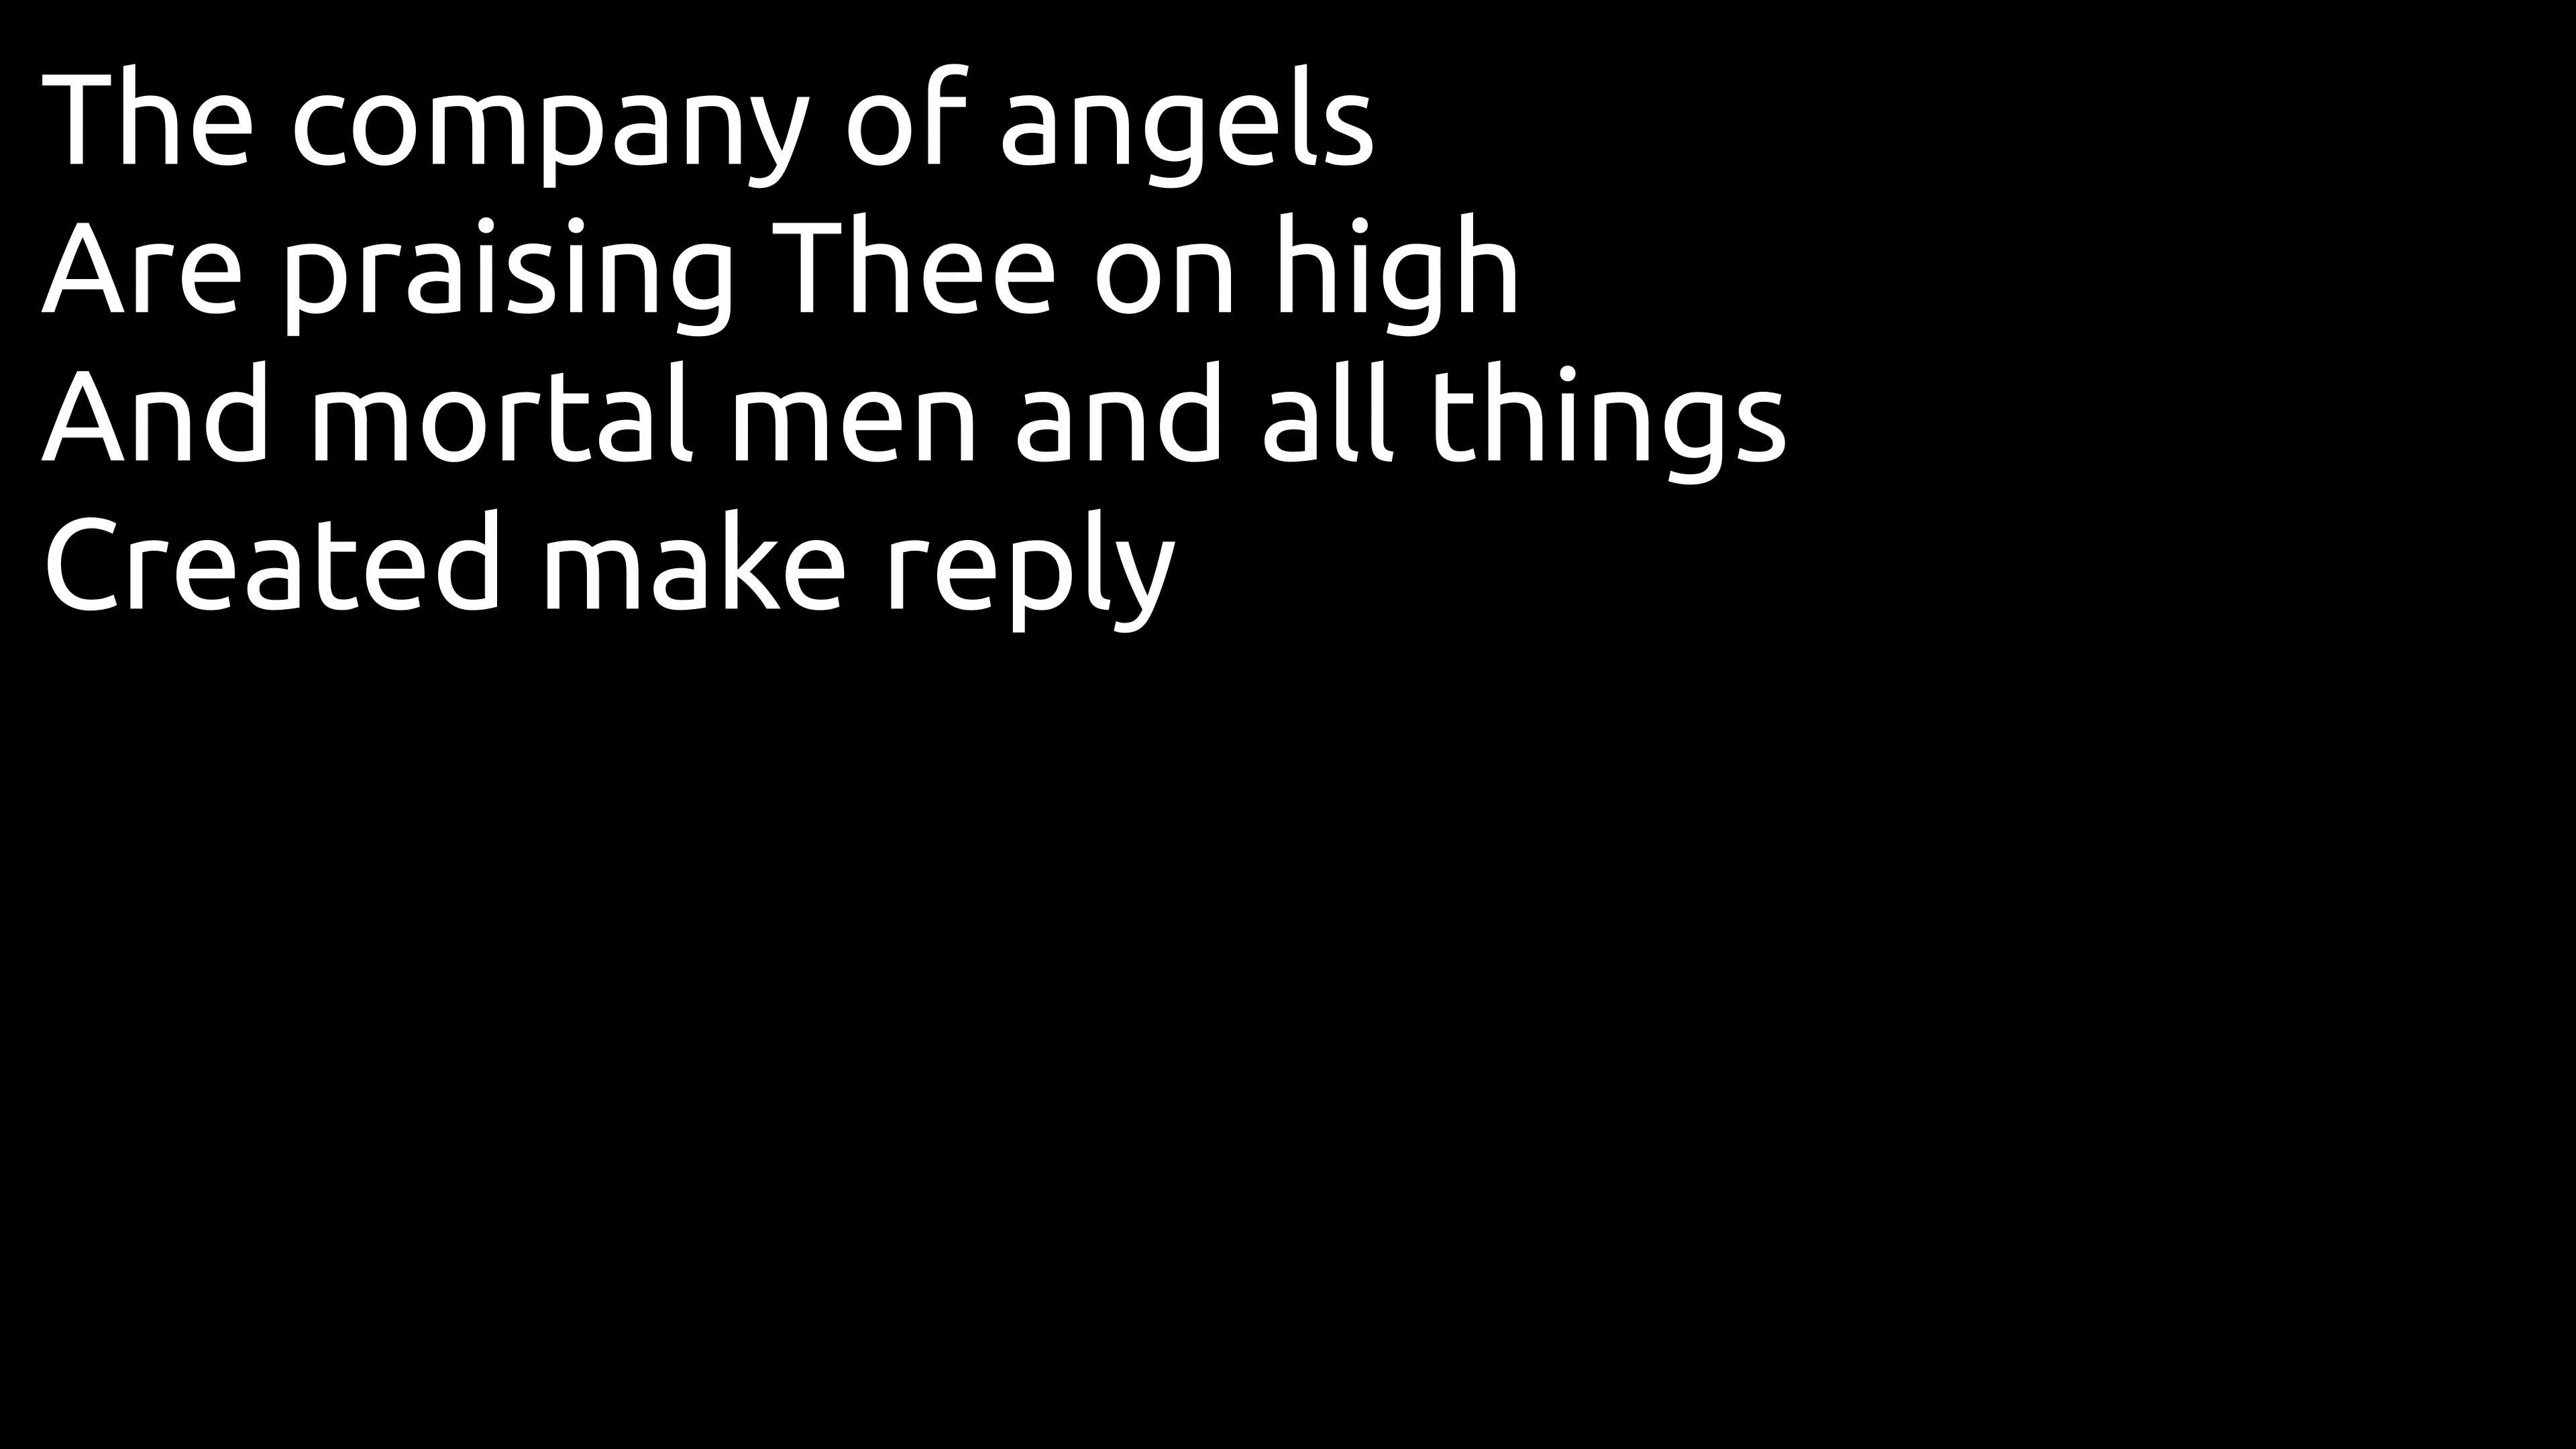 The company of angels
Are praising Thee on high
And mortal men and all things
Created make reply